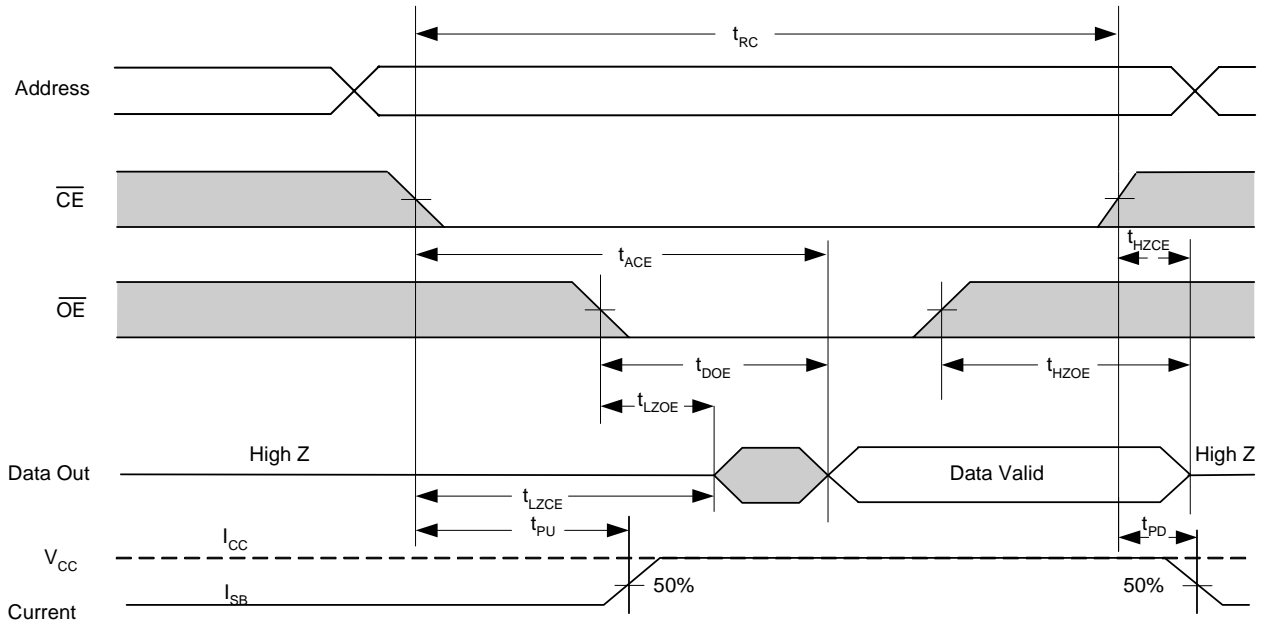 tRC
Address
CE
tHZCE
tACE
OE
tDOE
tHZOE
tLZOE
High Z
High Z
Data Out
Data Valid
tLZCE
tPU
tPD
ICC
VCC
50%
50%
ISB
Current